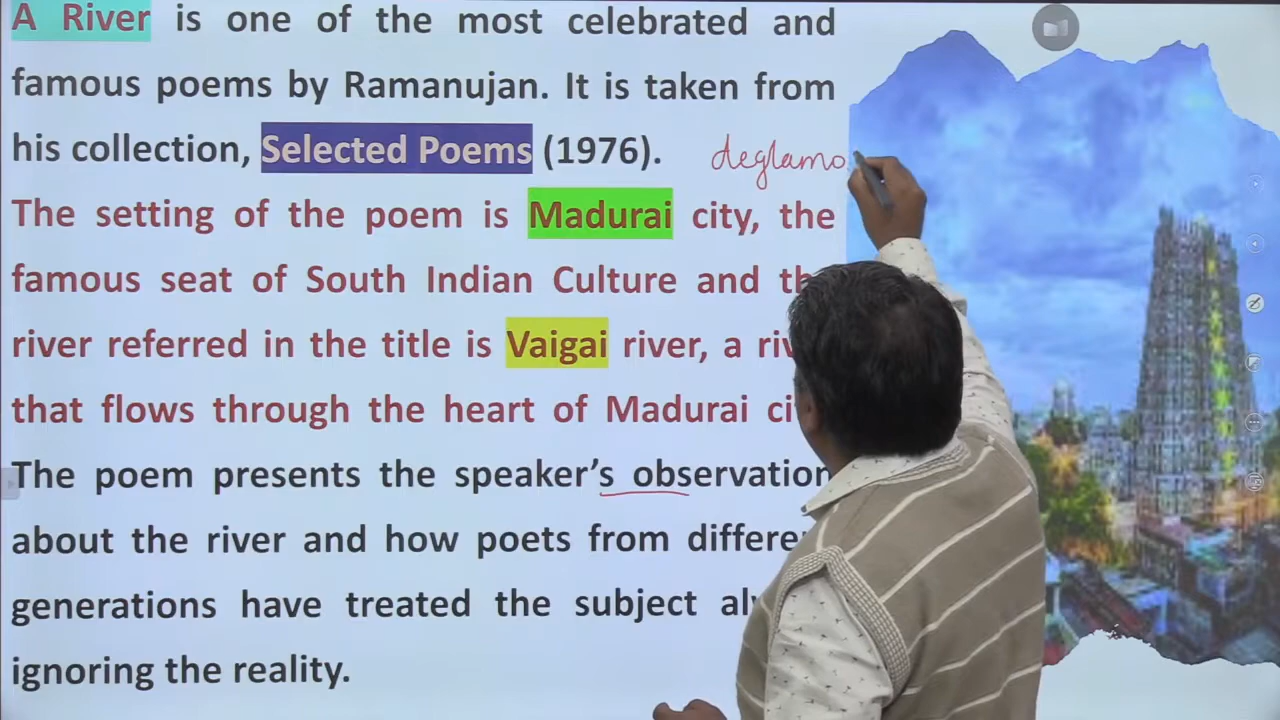 A River is one of the most celebrated and
famous poems by Ramanujan. It is taken from
his collection, Selected Poems (1976). deglamo
The setting of the poem is Madurai city, the
famous seat of South Indian Culture and th
river referred in the title is Vaigai river, a riv
that flows through the heart of Madurai ci
The poem presents the speaker's observation
about the river and how poets from differe
generations have treated the subject al
ignoring the reality.